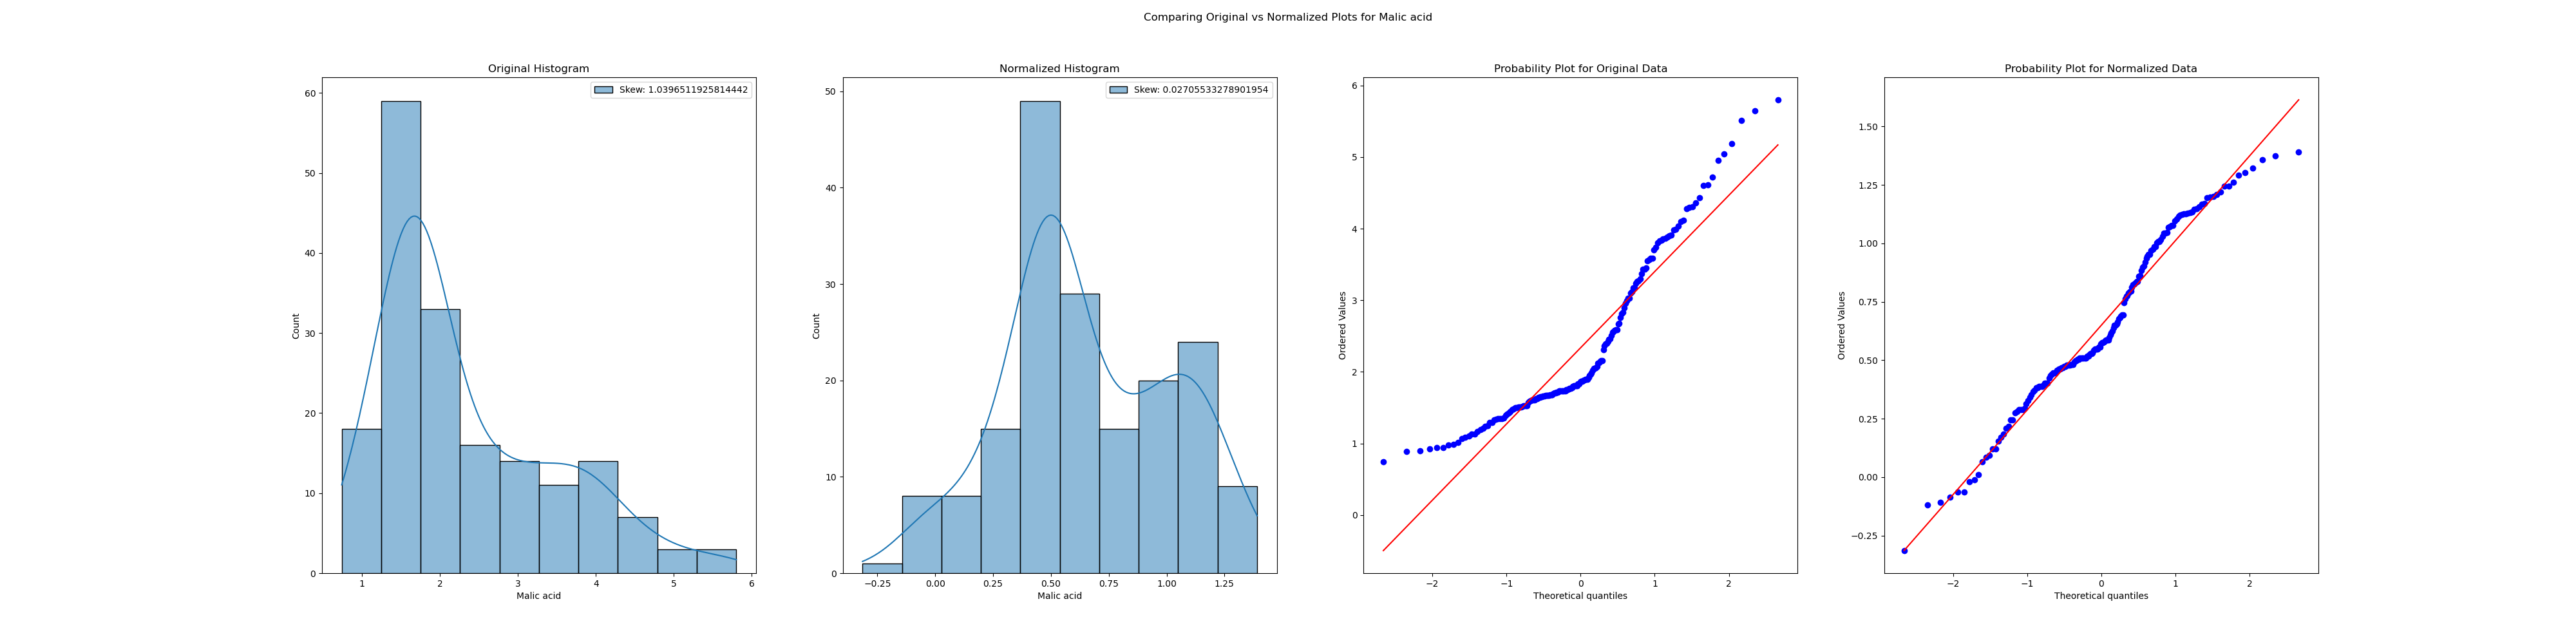 Comparing Original vs Normalized Plots for Malic acid
Original Histogram
Skew: 1.0396511925814442
60
50
40
30
20
10
0
Count
1 2 3 4 5 6
Malic acid
Normalized Histogram
Skew: 0.02705533278901954
50
40
30
20
10
0
Count
−0.25 0.00 0.25 0.50 0.75 1.00 1.25
Malic acid
Probability Plot for Original Data
6
5
4
3
2
1
0
Ordered Values
−2 −1 0 1 2
Theoretical quantiles
Probability Plot for Normalized Data
1.50
1.25
1.00
0.75
0.50
0.25
0.00
−0.25
Ordered Values
−2 −1 0 1 2
Theoretical quantiles